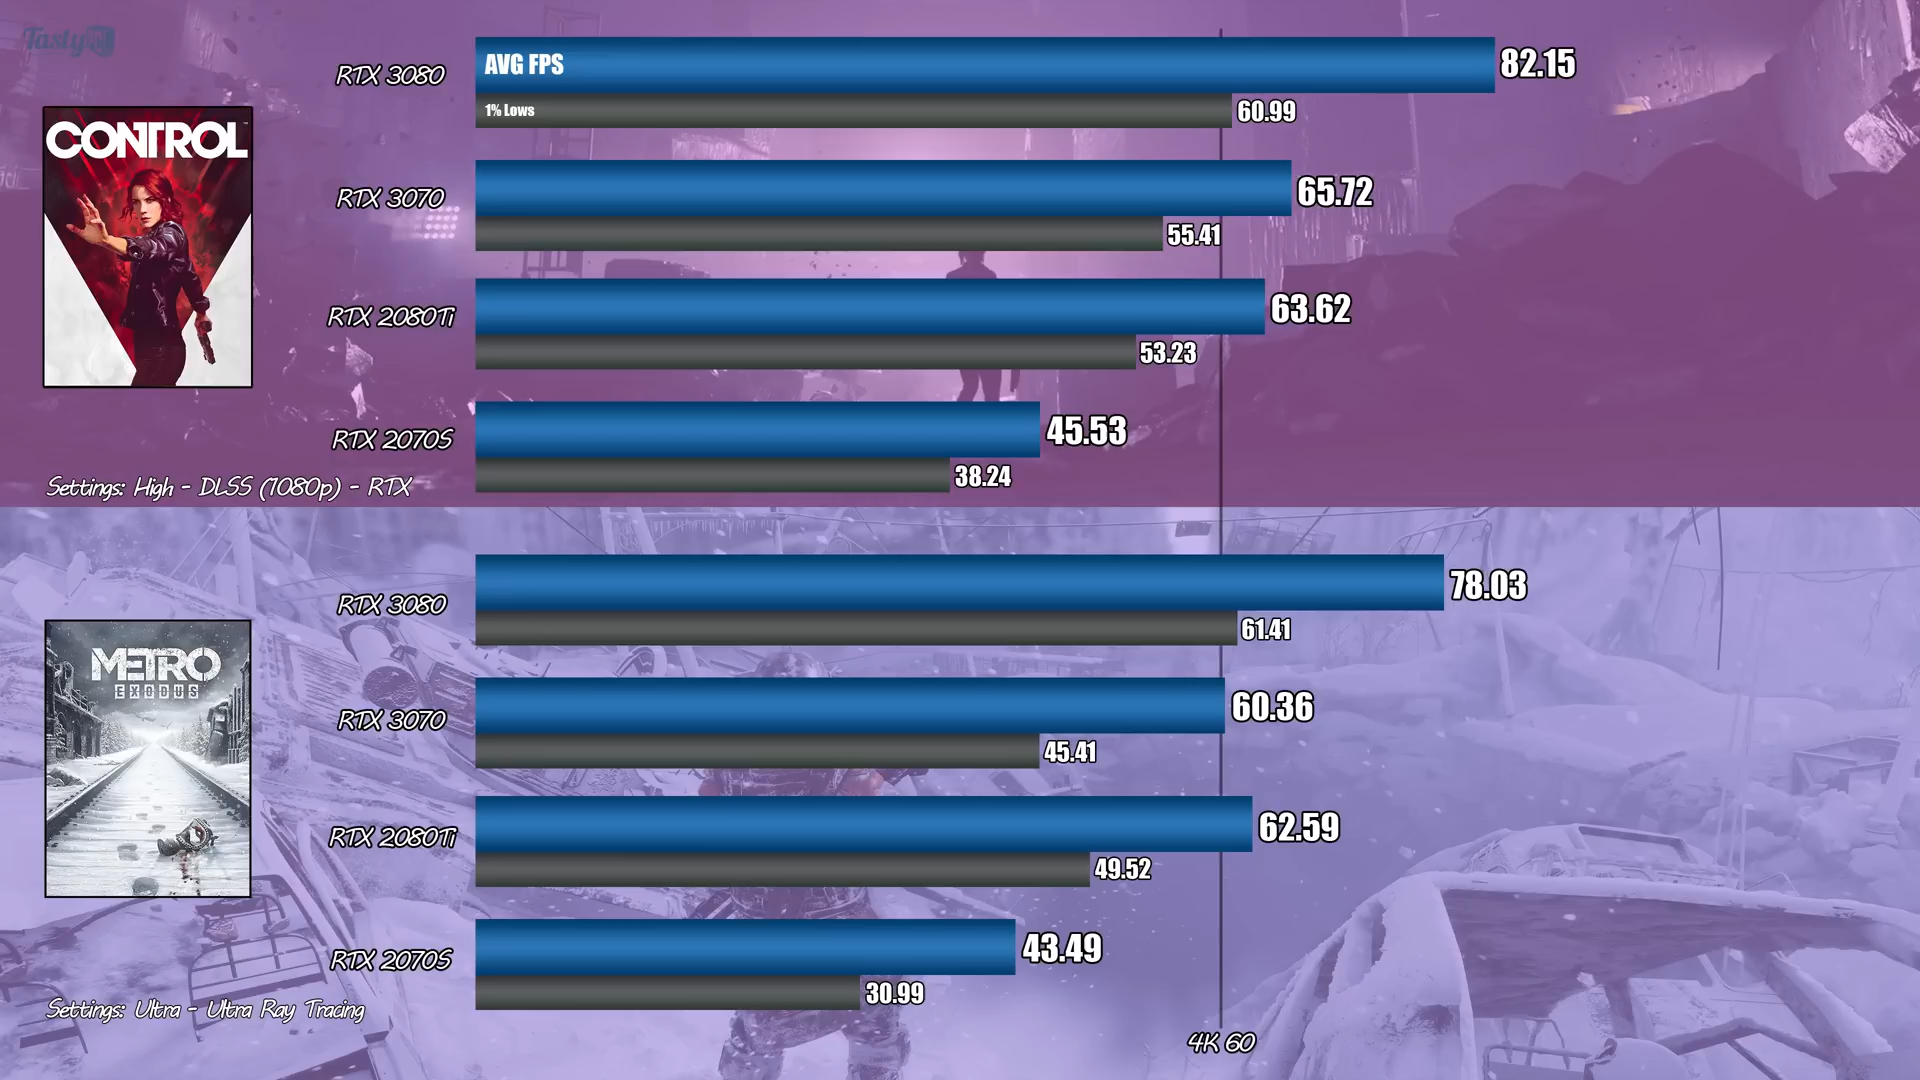 Tasty
RTX 3080
AVG FPS
82.15
1% Lows
60.99
CONTROL
RTX 3070
65.72
55.41
RTX 2080Ti
63.62
53.23
RTX 2070S
45.53
38.24
Settings: High - DLSS (1080p) - RTX
RTX 3080
78.03
61.41
METRO
EXODUS
RTX 3070
60.36
45.41
RTX 2080Ti
62.59
49.52
RTX 2070S
43.49
30.99
Settings: Ultra - Ultra Ray Tracing
4K 60